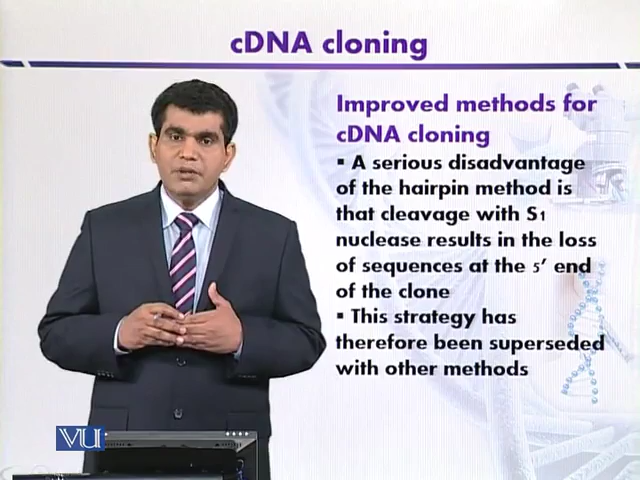 cDNA cloning
Improved methods for
cDNA cloning
▪ A serious disadvantage
of the hairpin method is
that cleavage with S1
nuclease results in the loss
of sequences at the 5′ end
of the clone
▪ This strategy has
therefore been superseded
with other methods
VU